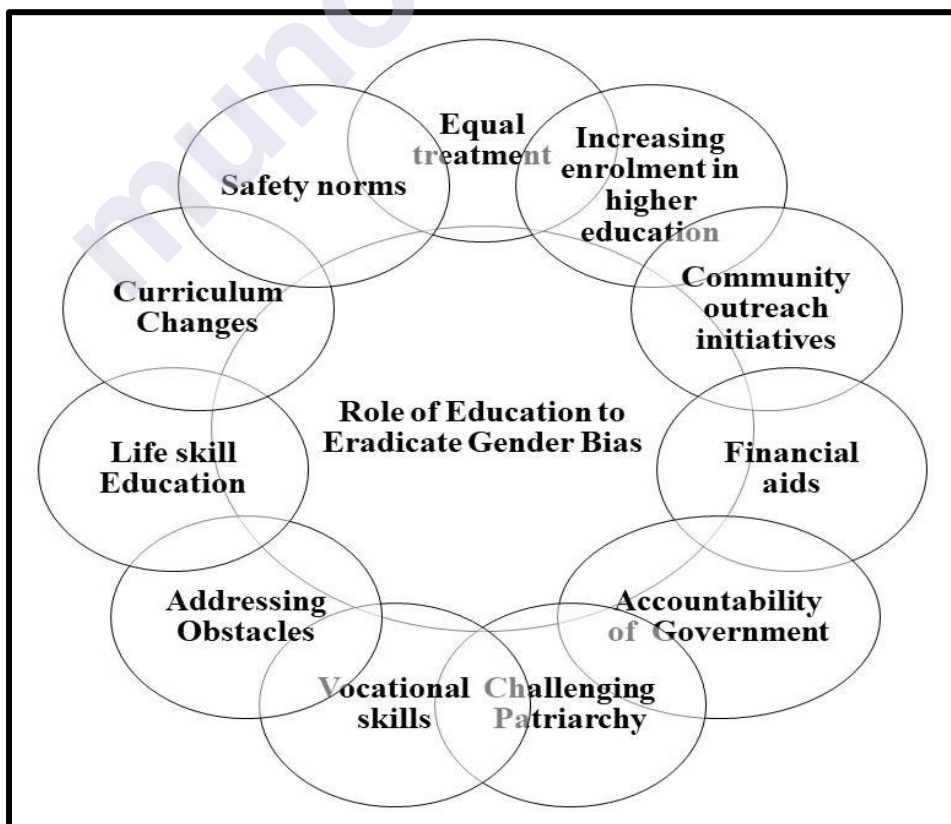 Equal
treatment
Increasing
enrolment in
higher
education
Community
outreach
initiatives
Financial
aids
Accountability
of Government
Challenging
Patriarchy
Vocational
skills
Addressing
Obstacles
Life skill
Education
Curriculum
Changes
Safety norms
Role of Education to
Eradicate Gender Bias